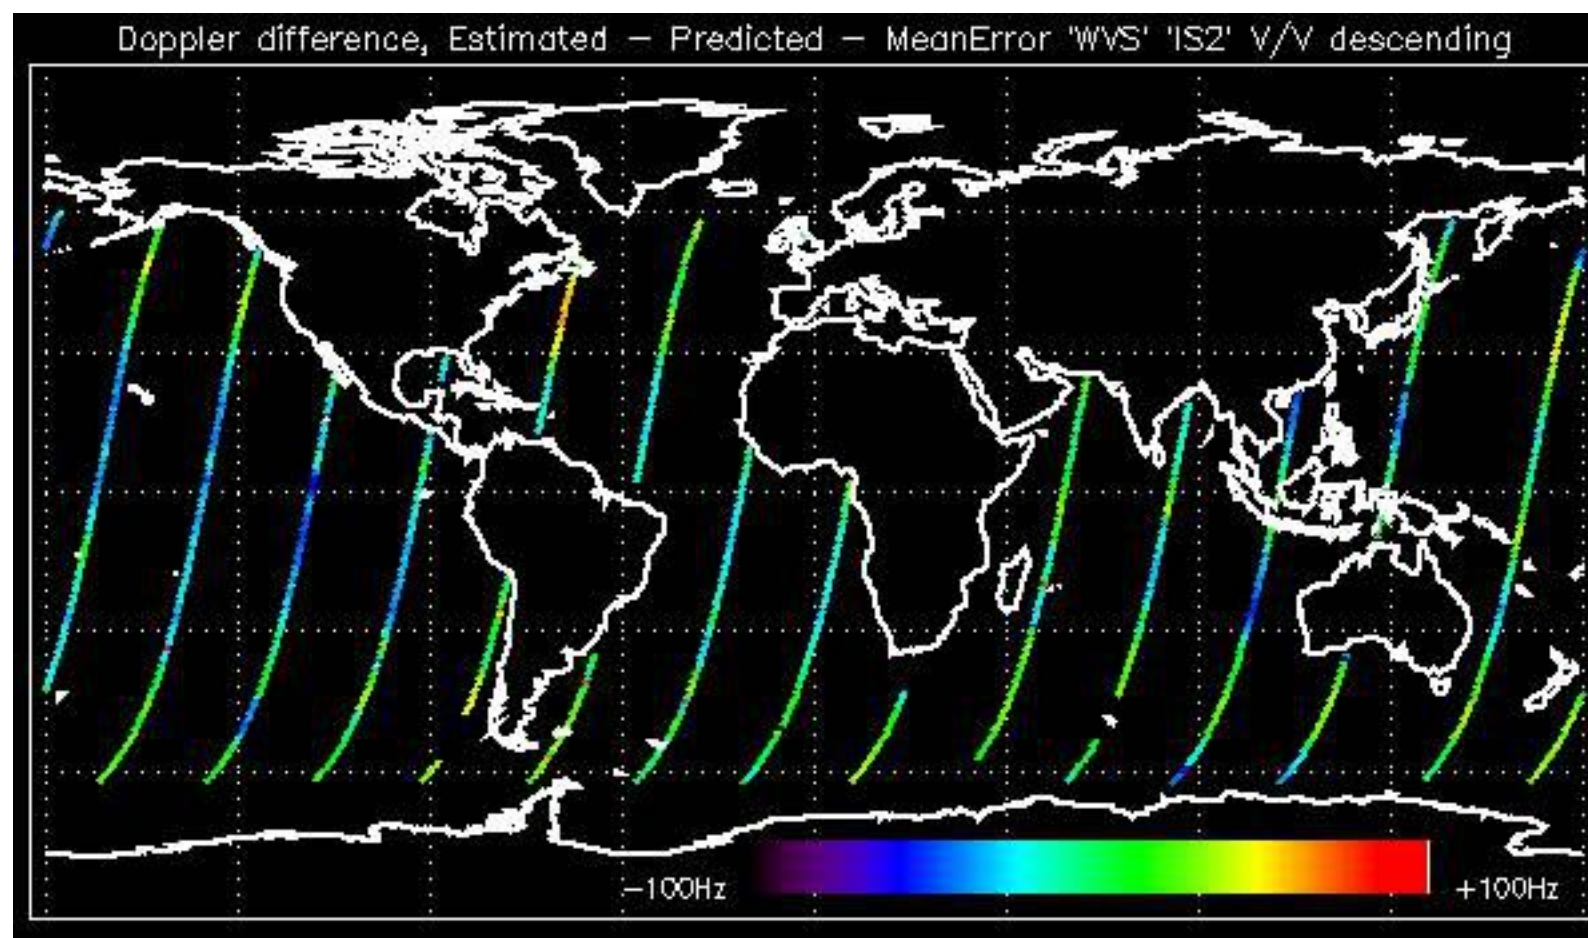 Doppler difference, Estimated – Predicted – MeanError 'WVS' 'IS2' V/V descending
−100Hz +100Hz